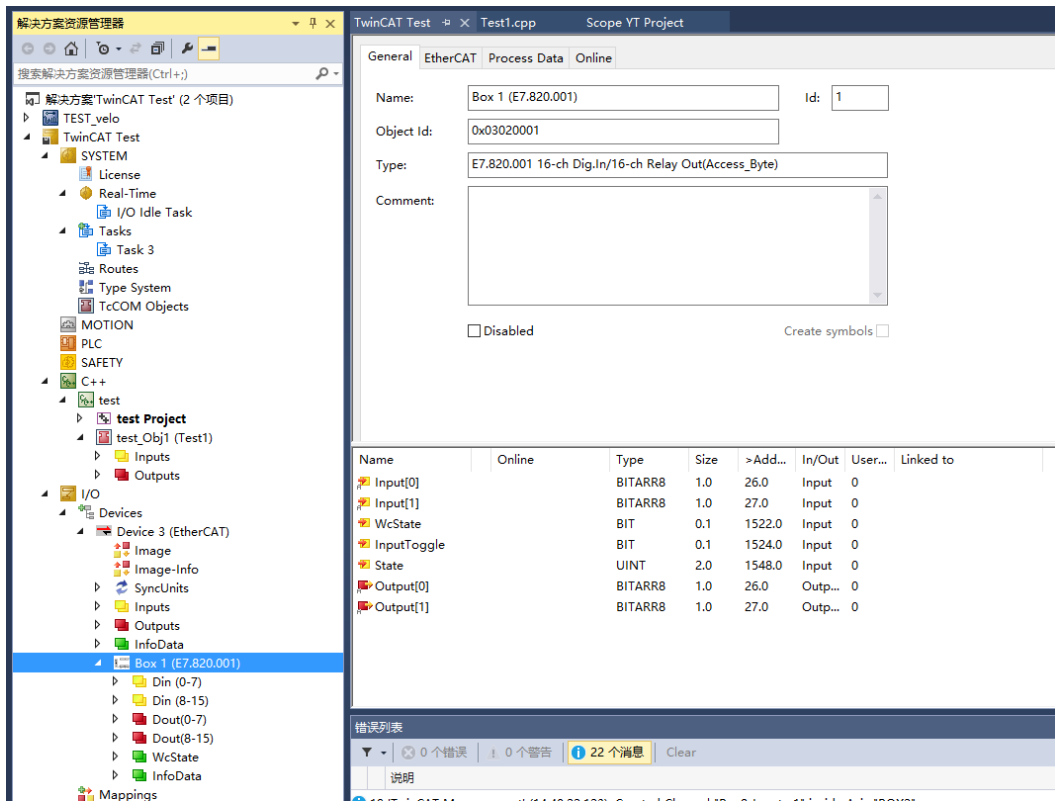 解决方案资源管理器
搜索解决方案资源管理器(Ctrl+;)
解决方案'TwinCAT Test' (2 个项目)
TEST_velo
TwinCAT Test
SYSTEM
License
Real-Time
I/O Idle Task
Tasks
Task 3
Routes
Type System
TcCOM Objects
MOTION
PLC
SAFETY
C++
test
test Project
test_Obj1 (Test1)
Inputs
Outputs
I/O
Devices
Device 3 (EtherCAT)
Image
Image-Info
SyncUnits
Inputs
Outputs
InfoData
Box 1 (E7.820.001)
Din (0-7)
Din (8-15)
Dout(0-7)
Dout(8-15)
WcState
InfoData
Mappings
TwinCAT Test Test1.cpp Scope YT Project
General EtherCAT Process Data Online
Name: Box 1 (E7.820.001) Id: 1
Object Id: 0x03020001
Type: E7.820.001 16-ch Dig.In/16-ch Relay Out(Access_Byte)
Comment:
Disabled Create symbols
Name Online Type Size >Add... In/Out User... Linked to
Input[0] BITARR8 1.0 26.0 Input 0
Input[1] BITARR8 1.0 27.0 Input 0
WcState BIT 0.1 1522.0 Input 0
InputToggle BIT 0.1 1524.0 Input 0
State UINT 2.0 1548.0 Input 0
Output[0] BITARR8 1.0 26.0 Outp... 0
Output[1] BITARR8 1.0 27.0 Outp... 0
错误列表
0 个错误 0 个警告 22 个消息 Clear
说明